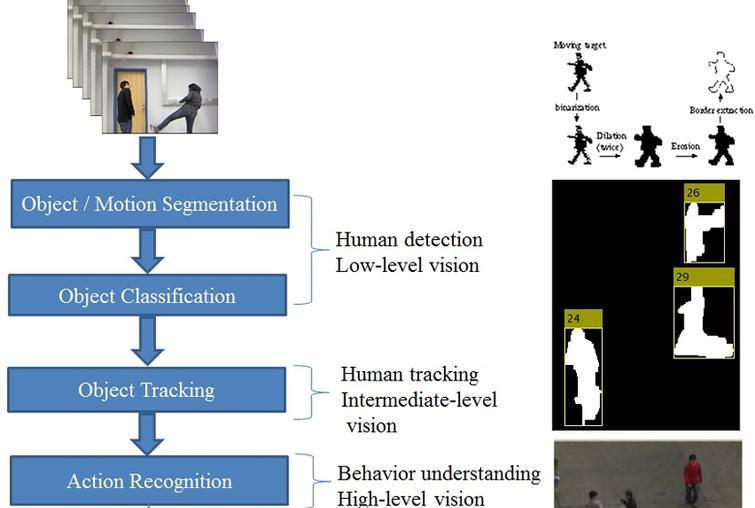 Object / Motion Segmentation
Human detection
Low-level vision
Object Classification
Object Tracking
Human tracking
Intermediate-level
vision
Action Recognition
Behavior understanding
High-level vision
Moving target
binarization
Dilation
(twice)
Erosion
Border extraction
26
29
24